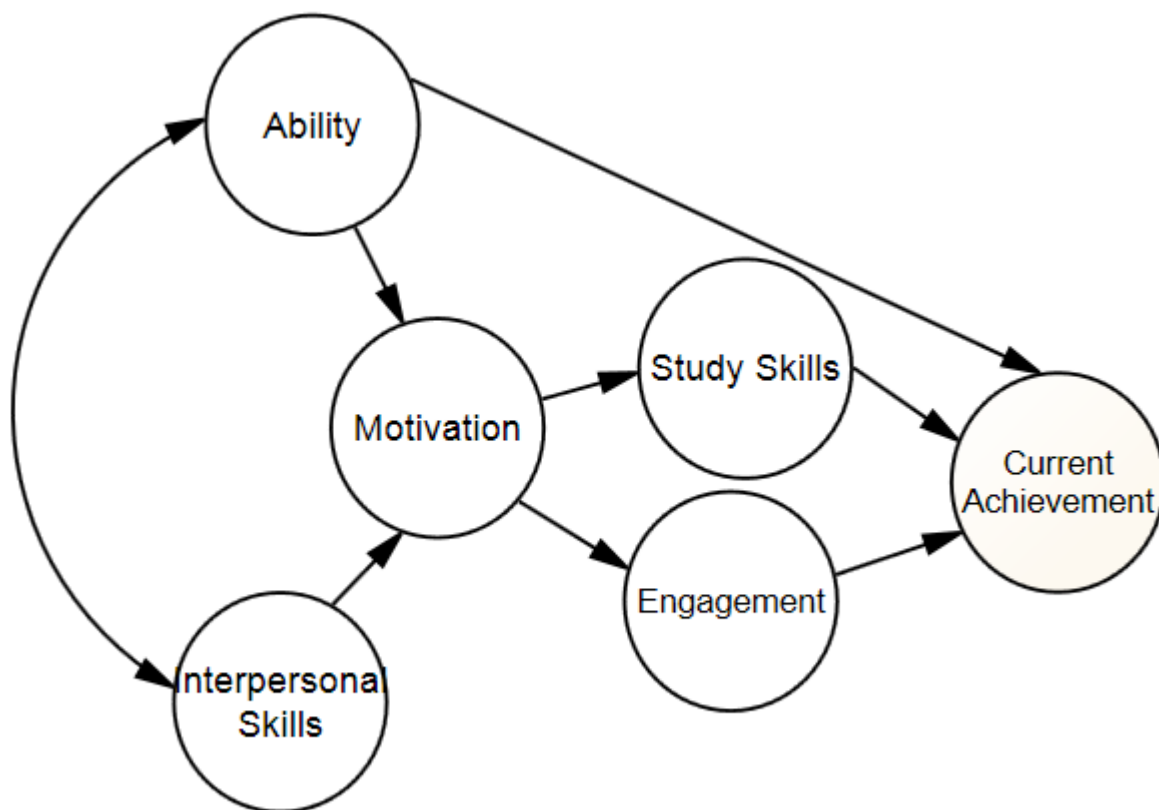 Ability
Study Skills
Motivation
Current
Achievement
Engagement
Interpersonal
Skills